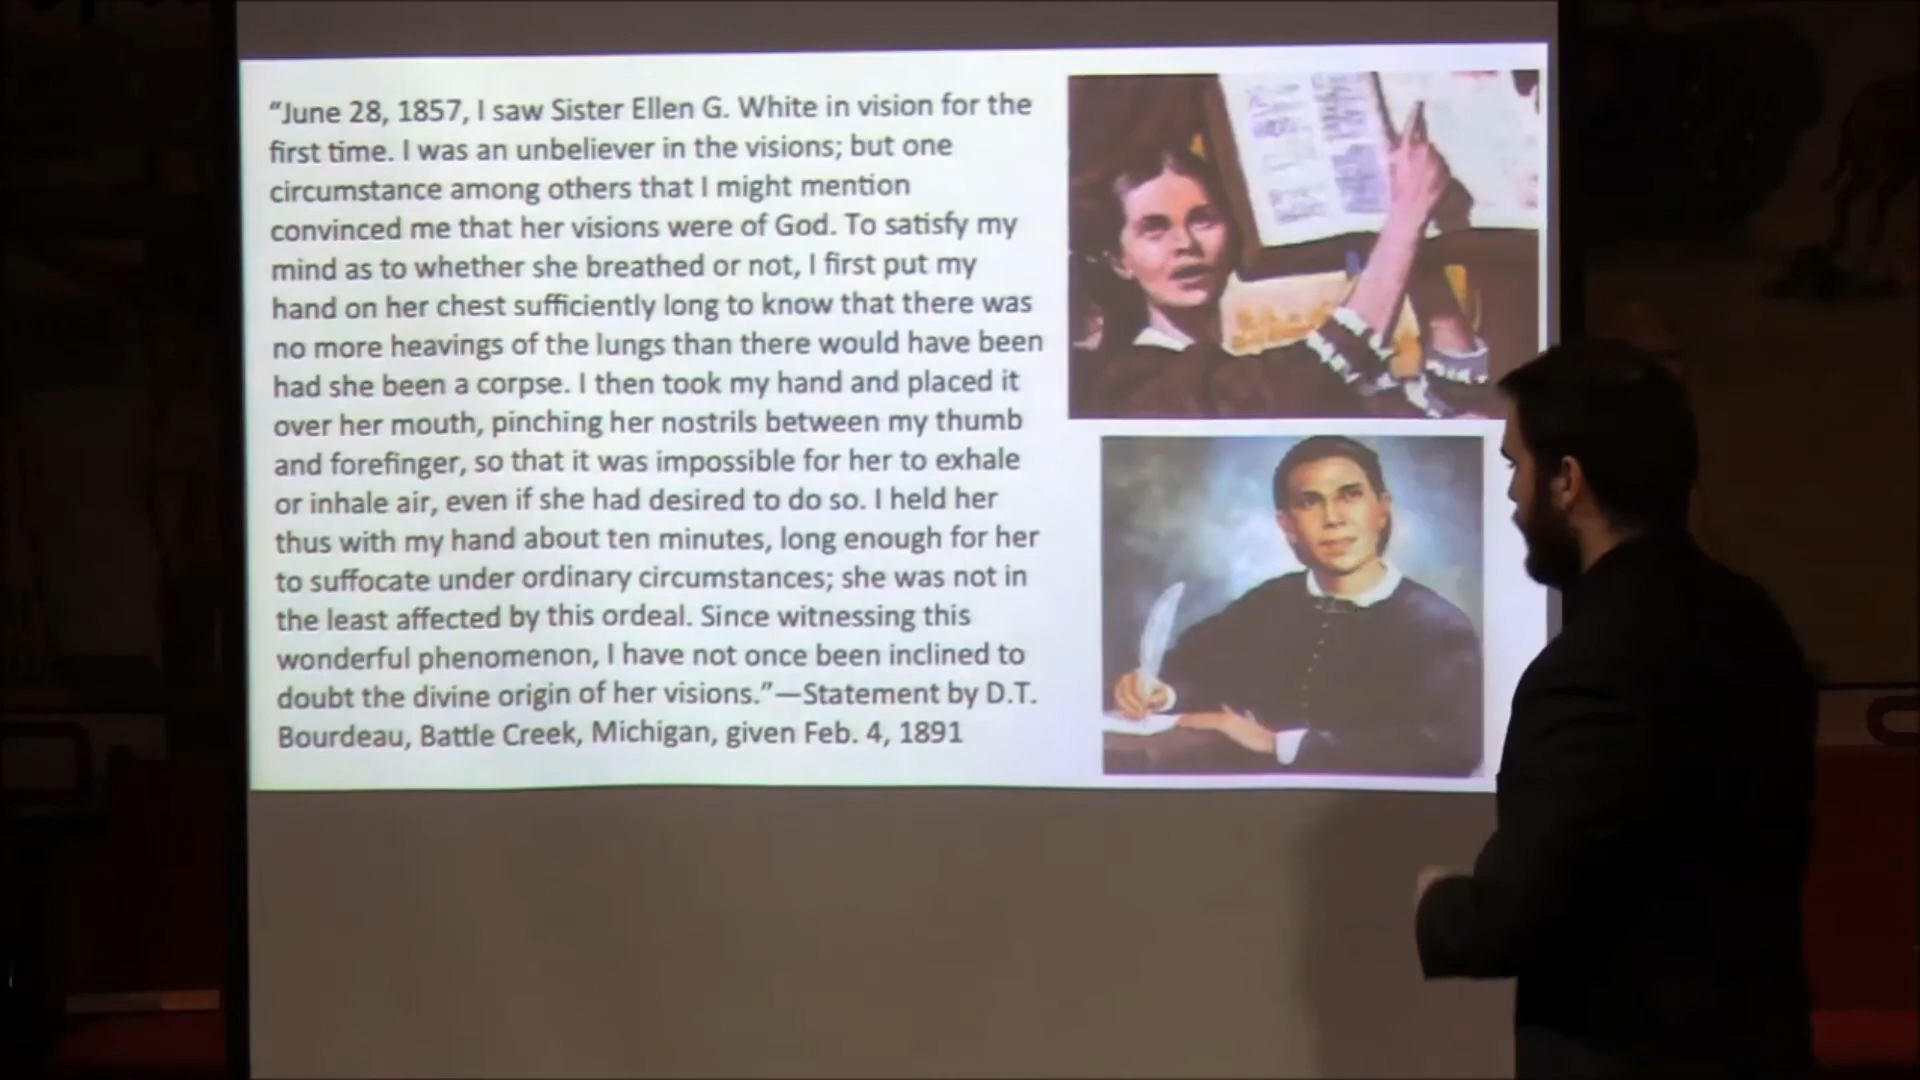 “June 28, 1857, I saw Sister Ellen G. White in vision for the
first time. I was an unbeliever in the visions; but one
circumstance among others that I might mention
convinced me that her visions were of God. To satisfy my
mind as to whether she breathed or not, I first put my
hand on her chest sufficiently long to know that there was
no more heavings of the lungs than there would have been
had she been a corpse. I then took my hand and placed it
over her mouth, pinching her nostrils between my thumb
and forefinger, so that it was impossible for her to exhale
or inhale air, even if she had desired to do so. I held her
thus with my hand about ten minutes, long enough for her
to suffocate under ordinary circumstances; she was not in
the least affected by this ordeal. Since witnessing this
wonderful phenomenon, I have not once been inclined to
doubt the divine origin of her visions.”—Statement by D.T.
Bourdeau, Battle Creek, Michigan, given Feb. 4, 1891